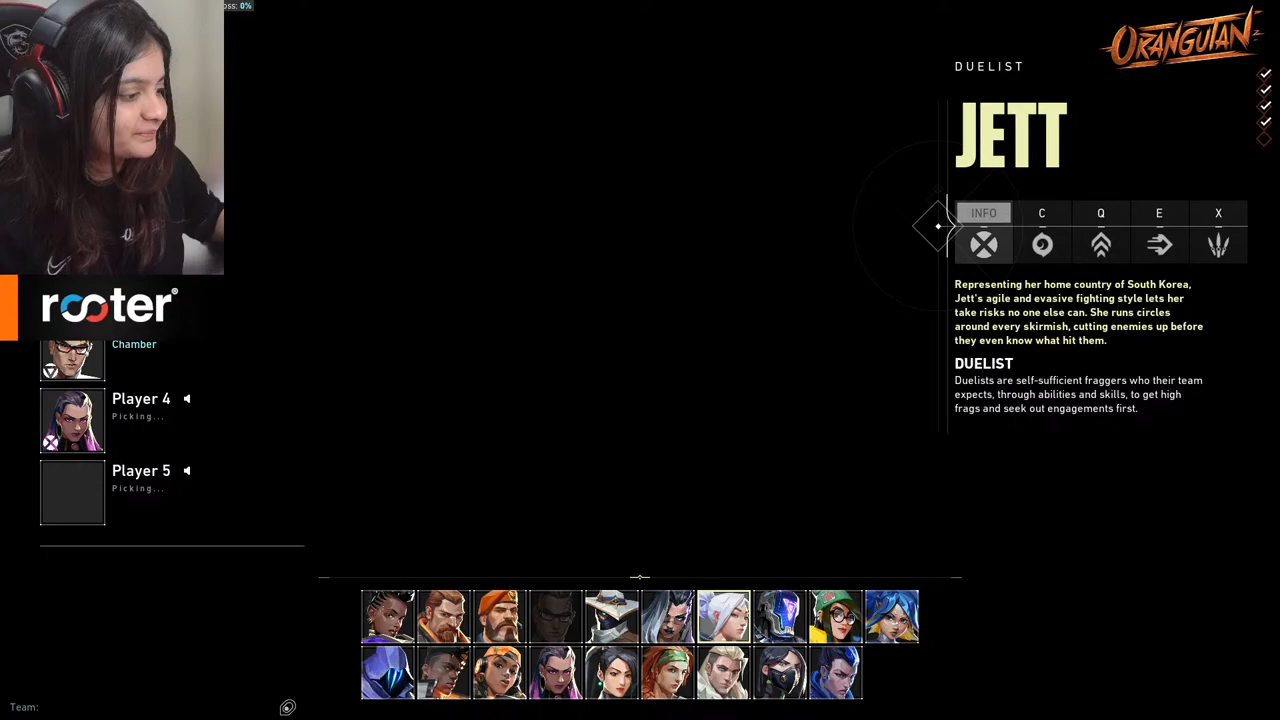 oss: 0%
ORANGUTAN
DUELIST
JETT
INFO C Q E X
Representing her home country of South Korea,
Jett's agile and evasive fighting style lets her
take risks no one else can. She runs circles
around every skirmish, cutting enemies up before
they even know what hit them.
DUELIST
Duelists are self-sufficient fraggers who their team
expects, through abilities and skills, to get high
frags and seek out engagements first.
rooter®
Chamber
Player 4
Picking...
Player 5
Picking...
Team: